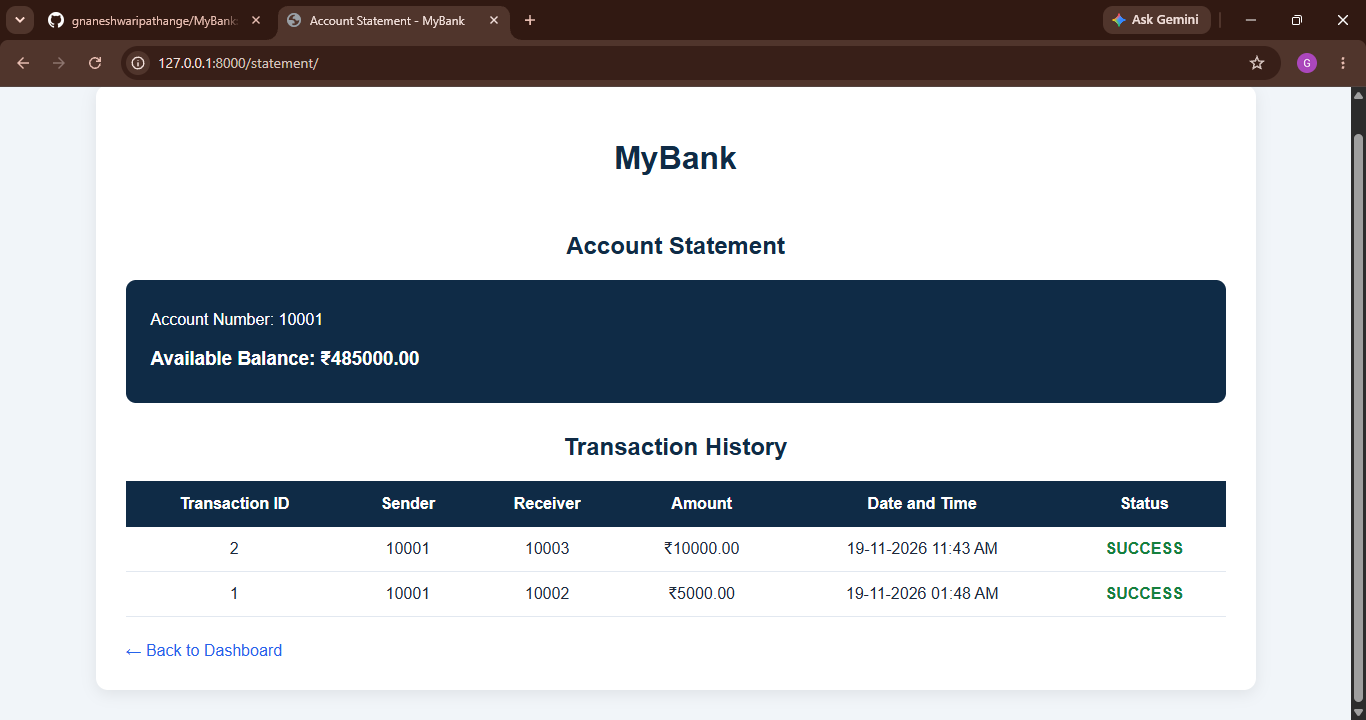 gnaneshwaripathange/MyBank
Account Statement - MyBank
Ask Gemini
127.0.0.1:8000/statement/
G
MyBank
Account Statement
Account Number: 10001
Available Balance: ₹485000.00
Transaction History
Transaction ID Sender Receiver Amount Date and Time Status
2 10001 10003 ₹10000.00 19-11-2026 11:43 AM SUCCESS
1 10001 10002 ₹5000.00 19-11-2026 01:48 AM SUCCESS
← Back to Dashboard